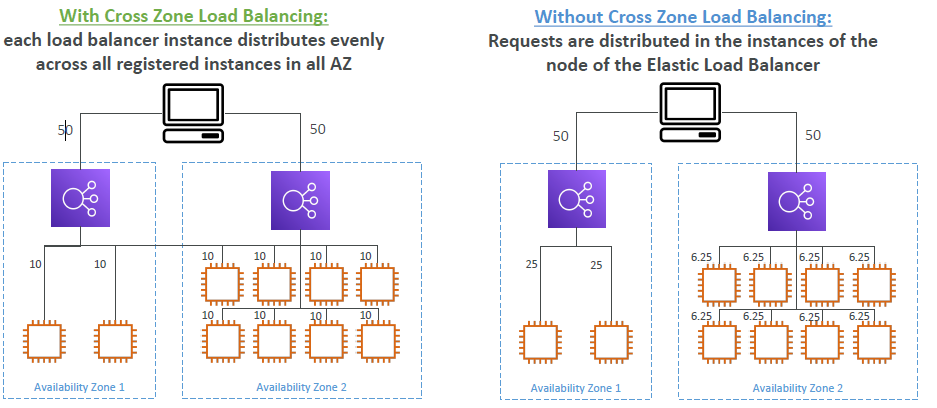 With Cross Zone Load Balancing:
each load balancer instance distributes evenly
across all registered instances in all AZ
50
50
10
10
10
10
10
10
10
10
10
10
Availability Zone 1
Availability Zone 2
Without Cross Zone Load Balancing:
Requests are distributed in the instances of the
node of the Elastic Load Balancer
50
50
25
25
6.25
6.25
6.25
6.25
6.25
6.25
6.25
6.25
Availability Zone 1
Availability Zone 2